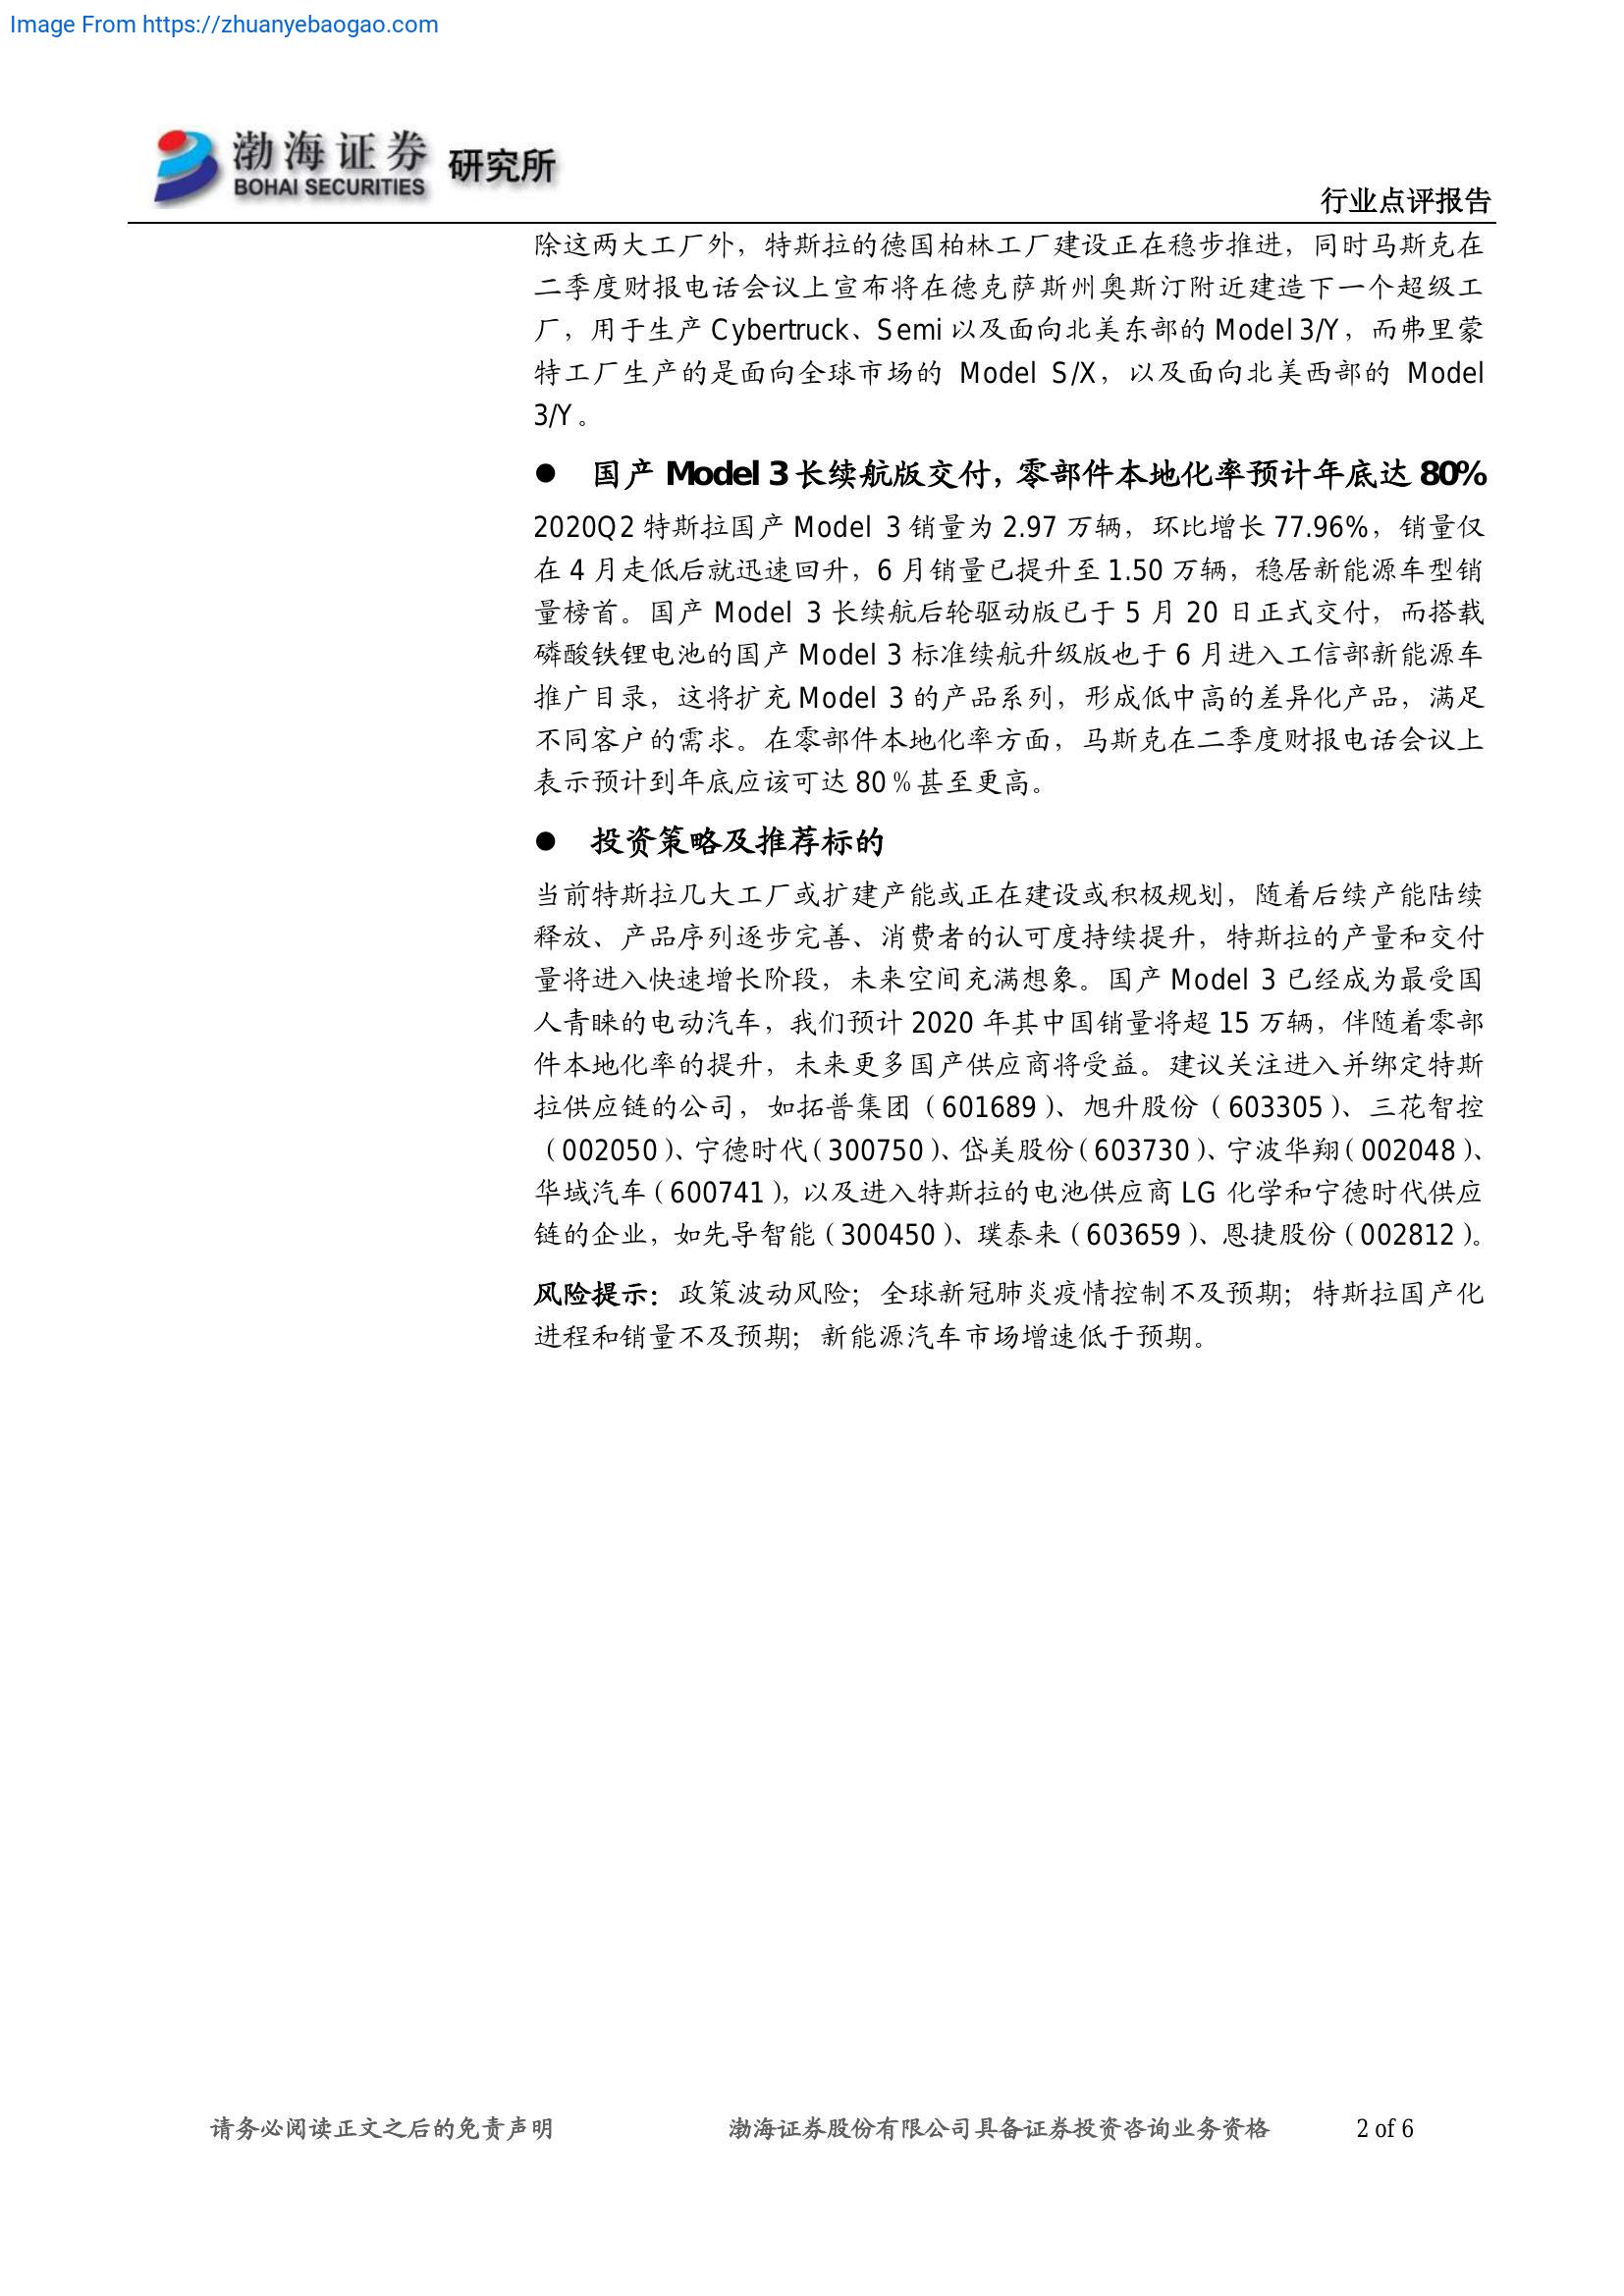 Image From https://zhuanyebaogao.com
渤海证券 研究所
BOHAI SECURITIES
行业点评报告
除这两大工厂外，特斯拉的德国柏林工厂建设正在稳步推进，同时马斯克在
二季度财报电话会议上宣布将在德克萨斯州奥斯汀附近建造下一个超级工
厂，用于生产 Cybertruck、Semi 以及面向北美东部的 Model 3/Y，而弗里蒙
特工厂生产的是面向全球市场的 Model S/X，以及面向北美西部的 Model
3/Y。
● 国产 Model 3 长续航版交付，零部件本地化率预计年底达 80%
2020Q2 特斯拉国产 Model 3 销量为 2.97 万辆，环比增长 77.96%，销量仅
在 4 月走低后就迅速回升，6 月销量已提升至 1.50 万辆，稳居新能源车型销
量榜首。国产 Model 3 长续航后轮驱动版已于 5 月 20 日正式交付，而搭载
磷酸铁锂电池的国产 Model 3 标准续航升级版也于 6 月进入工信部新能源车
推广目录，这将扩充 Model 3 的产品系列，形成低中高的差异化产品，满足
不同客户的需求。在零部件本地化率方面，马斯克在二季度财报电话会议上
表示预计到年底应该可达 80％甚至更高。
● 投资策略及推荐标的
当前特斯拉几大工厂或扩建产能或正在建设或积极规划，随着后续产能陆续
释放、产品序列逐步完善、消费者的认可度持续提升，特斯拉的产量和交付
量将进入快速增长阶段，未来空间充满想象。国产 Model 3 已经成为最受国
人青睐的电动汽车，我们预计 2020 年其中国销量将超 15 万辆，伴随着零部
件本地化率的提升，未来更多国产供应商将受益。建议关注进入并绑定特斯
拉供应链的公司，如拓普集团（601689）、旭升股份（603305）、三花智控
（002050）、宁德时代（300750）、岱美股份（603730）、宁波华翔（002048）、
华域汽车（600741），以及进入特斯拉的电池供应商 LG 化学和宁德时代供应
链的企业，如先导智能（300450）、璞泰来（603659）、恩捷股份（002812）。
风险提示：政策波动风险；全球新冠肺炎疫情控制不及预期；特斯拉国产化
进程和销量不及预期；新能源汽车市场增速低于预期。
请务必阅读正文之后的免责声明 渤海证券股份有限公司具备证券投资咨询业务资格 2 of 6